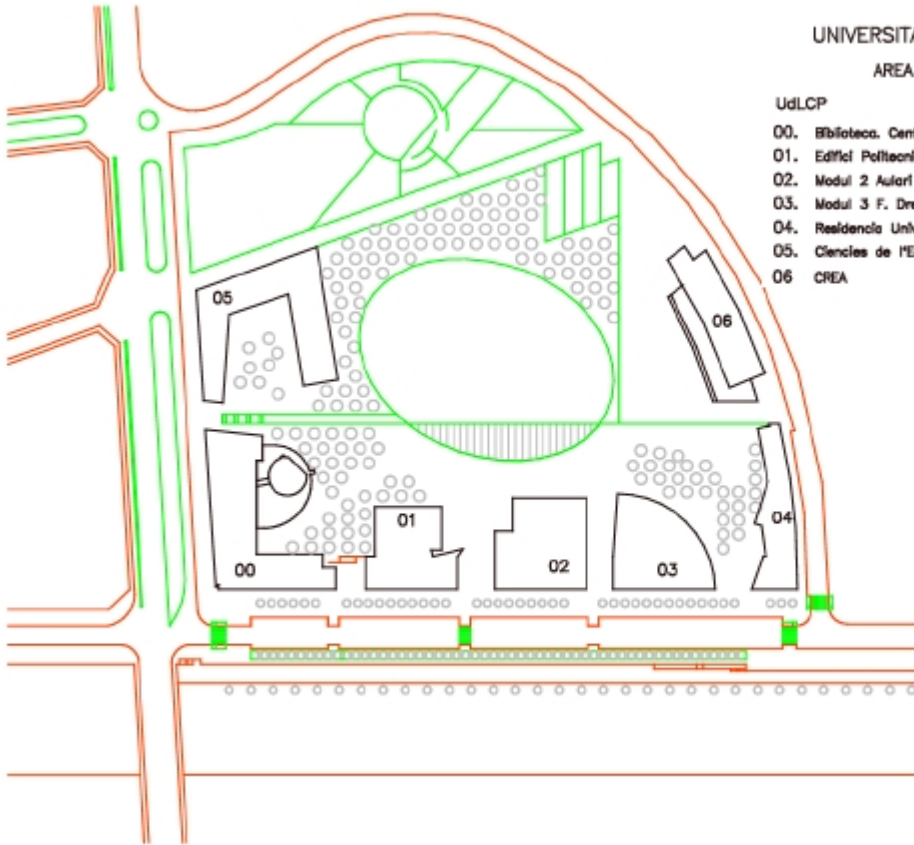 UNIVERSITA
AREA
UdLCP
00. Biblioteca. Cen
01. Edifici Politecni
02. Modul 2 Aulari
03. Modul 3 F. Dre
04. Residencia Univ
05. Ciencies de l'E
06 CREA
05
06
04
01
02
03
00